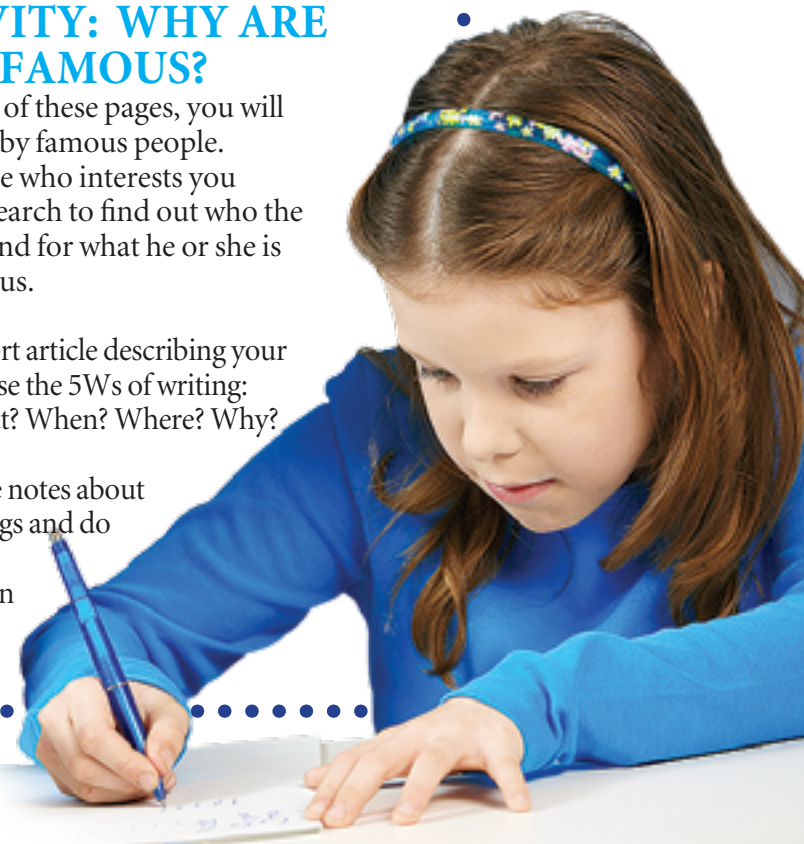 VITY: WHY ARE
FAMOUS?
of these pages, you will
by famous people.
e who interests you
earch to find out who the
nd for what he or she is
us.
rt article describing your
se the 5Ws of writing:
t? When? Where? Why?
e notes about
gs and do
n